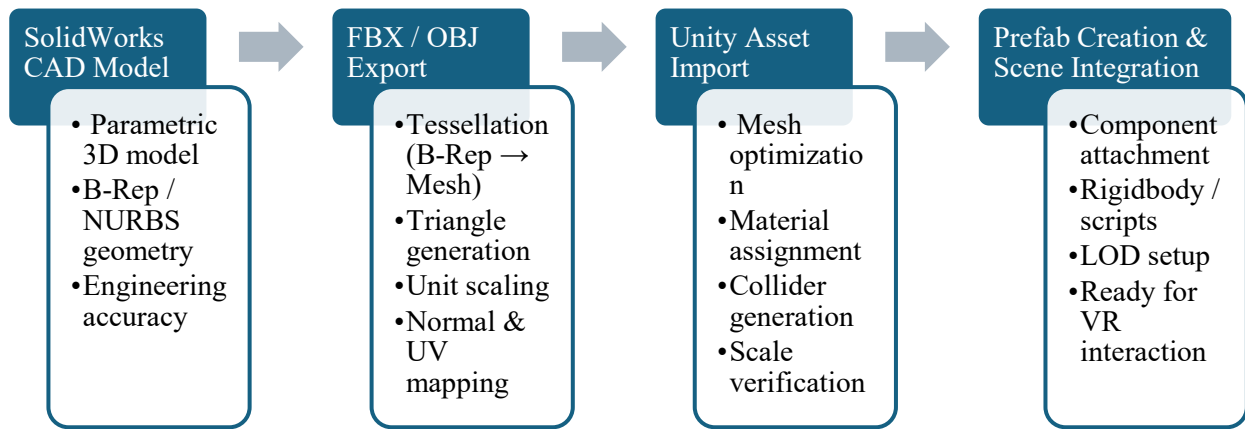 SolidWorks
CAD Model
• Parametric
3D model
•B-Rep /
NURBS
geometry
•Engineering
accuracy
FBX / OBJ
Export
•Tessellation
(B-Rep →
Mesh)
•Triangle
generation
•Unit scaling
•Normal &
UV
mapping
Unity Asset
Import
• Mesh
optimizatio
n
•Material
assignment
•Collider
generation
•Scale
verification
Prefab Creation &
Scene Integration
•Component
attachment
•Rigidbody /
scripts
•LOD setup
•Ready for
VR
interaction